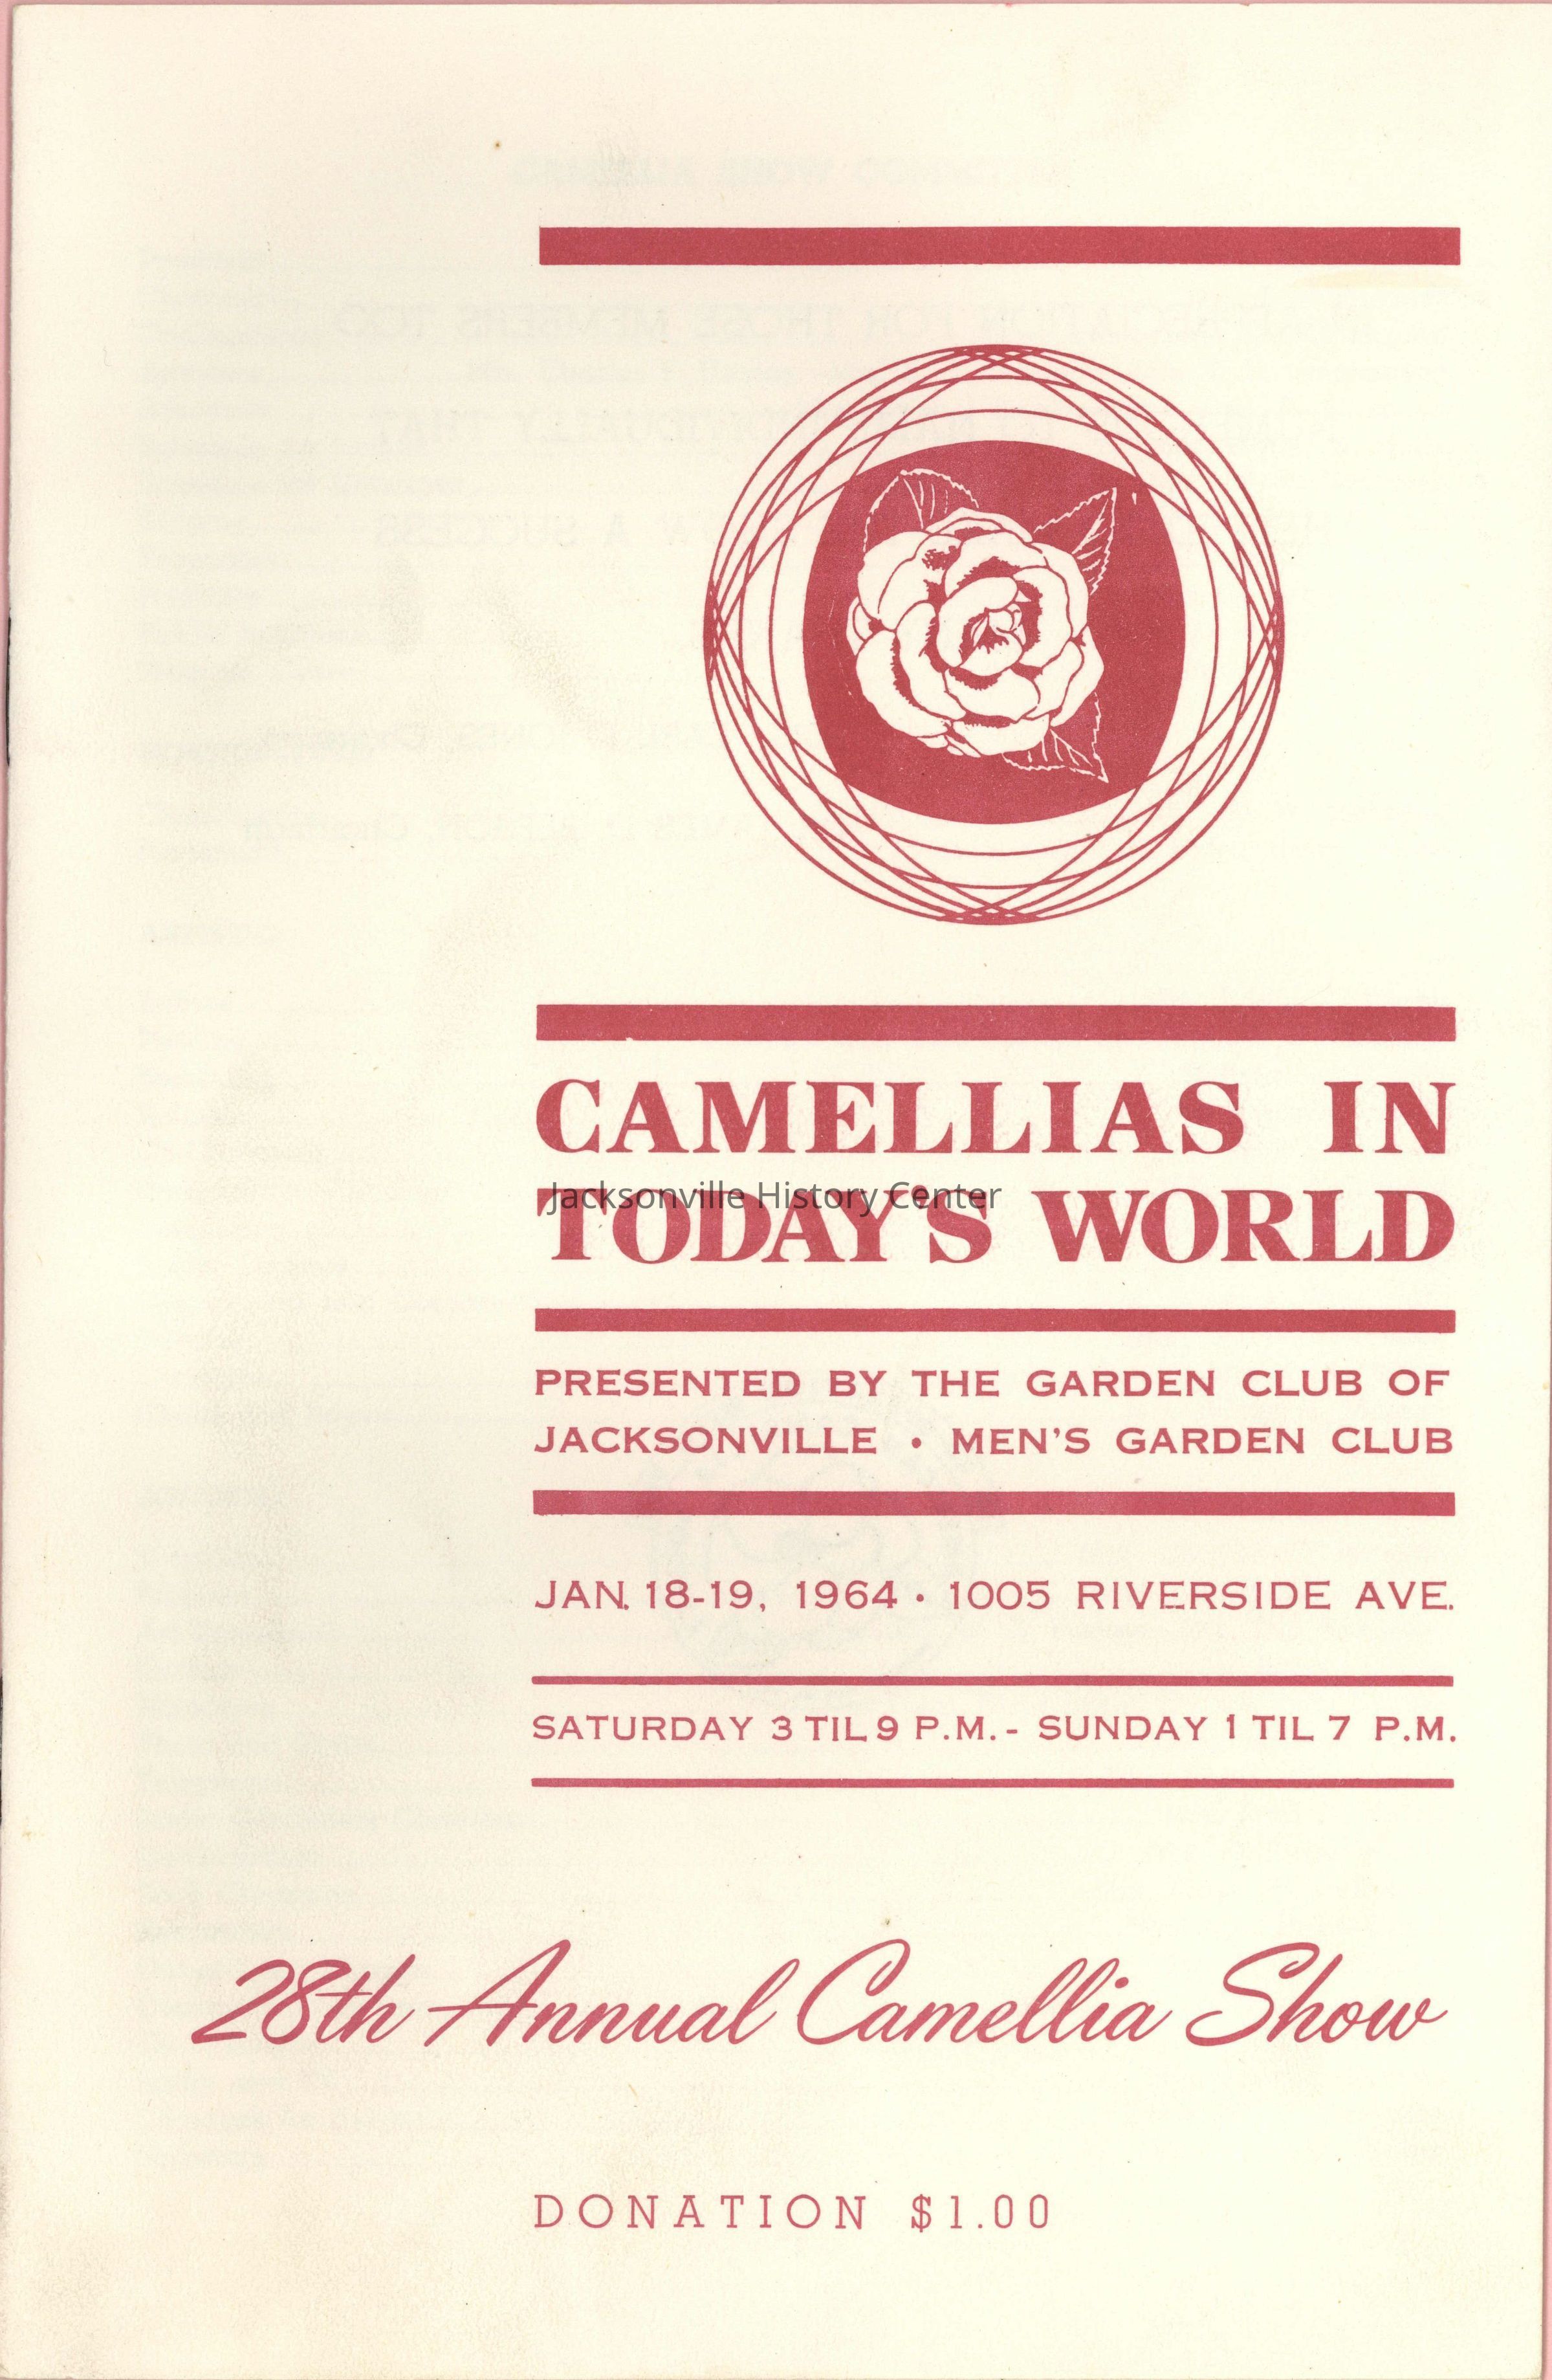 CAMELLIAS IN
Jacksonville History Center
TODAY'S WORLD
PRESENTED BY THE GARDEN CLUB OF
JACKSONVILLE • MEN'S GARDEN CLUB
JAN. 18-19, 1964 • 1005 RIVERSIDE AVE.
SATURDAY 3 TIL 9 P.M. - SUNDAY 1 TIL 7 P.M.
28th Annual Camellia Show
DONATION $1.00